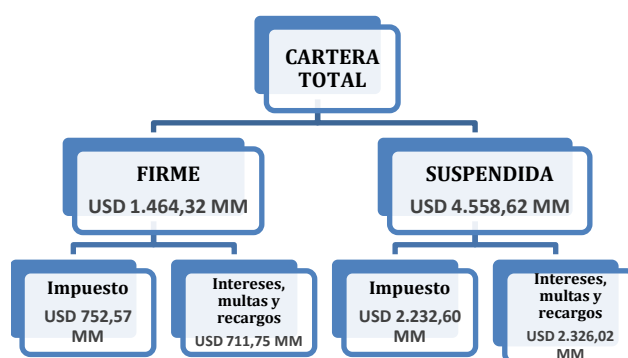 CARTERA
TOTAL
FIRME
USD 1.464,32 MM
SUSPENDIDA
USD 4.558,62 MM
Impuesto
USD 752,57
MM
Intereses,
multas y
recargos
USD 711,75 MM
Impuesto
USD 2.232,60
MM
Intereses,
multas y
recargos
USD 2.326,02
MM